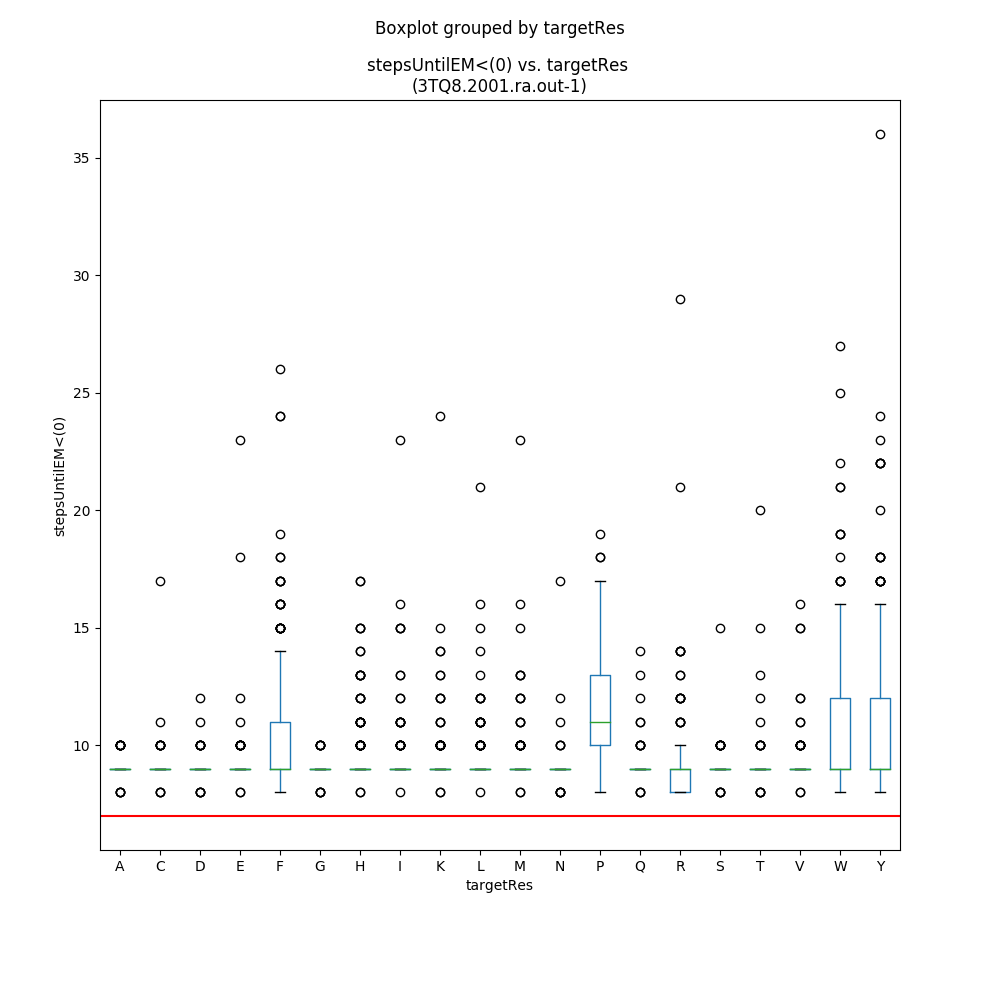 Boxplot grouped by targetRes
stepsUntilEM<(0) vs. targetRes
(3TQ8.2001.ra.out-1)
35
30
25
20
15
10
stepsUntilEM<(0)
A C D E F G H I K L M N P Q R S T V W Y
targetRes